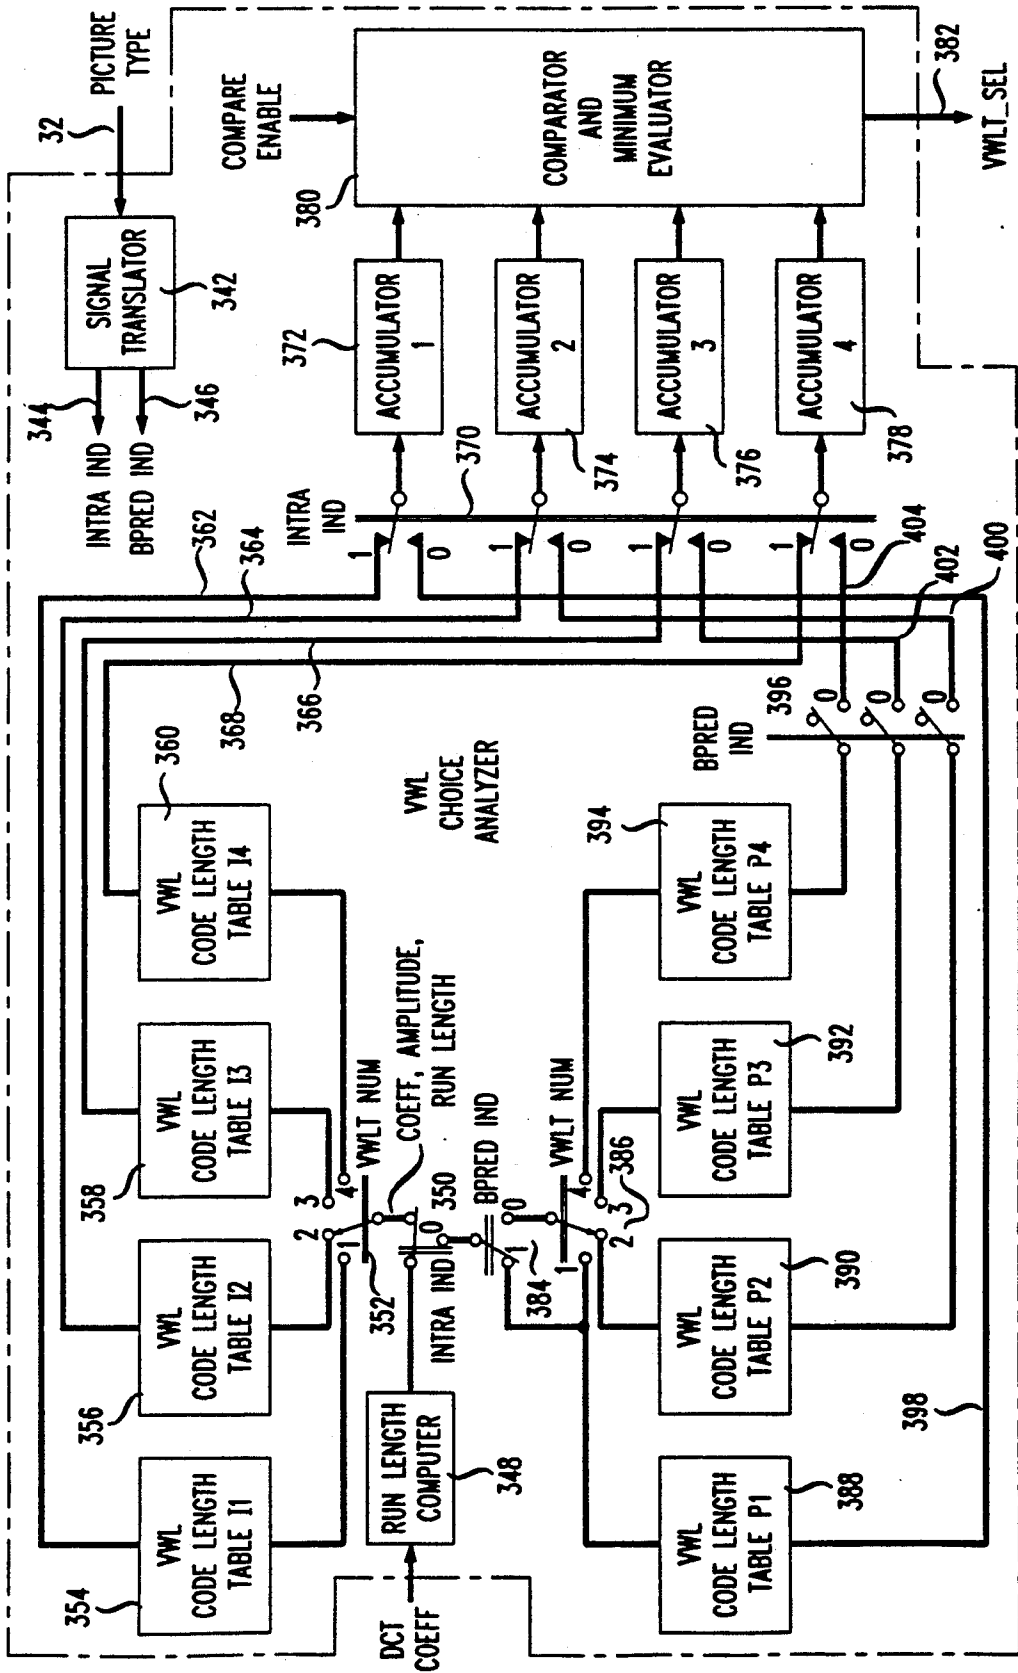 PICTURE
TYPE
32
SIGNAL
TRANSLATOR
342
344
346
INTRA IND
BPRED IND
COMPARE
ENABLE
COMPARATOR
AND
MINIMUM
EVALUATOR
380
382
VWLT_SEL
372
ACCUMULATOR
1
ACCUMULATOR
2
374
ACCUMULATOR
3
376
ACCUMULATOR
4
378
INTRA
IND
370
1
0
1
0
1
0
1
0
362
364
366
368
404
402
400
354
VWL
CODE LENGTH
TABLE I1
356
VWL
CODE LENGTH
TABLE I2
358
VWL
CODE LENGTH
TABLE I3
360
VWL
CODE LENGTH
TABLE I4
VWL
CHOICE
ANALYZER
1
2
3
4
VWLT NUM
352
COEFF, AMPLITUDE,
RUN LENGTH
DCT
COEFF
RUN LENGTH
COMPUTER
348
INTRA IND
0
350
BPRED IND
1
0
384
VWLT NUM
1
2
3
4
386
VWL
CODE LENGTH
TABLE P1
388
VWL
CODE LENGTH
TABLE P2
390
VWL
CODE LENGTH
TABLE P3
392
VWL
CODE LENGTH
TABLE P4
394
BPRED
IND
396
0
0
0
398